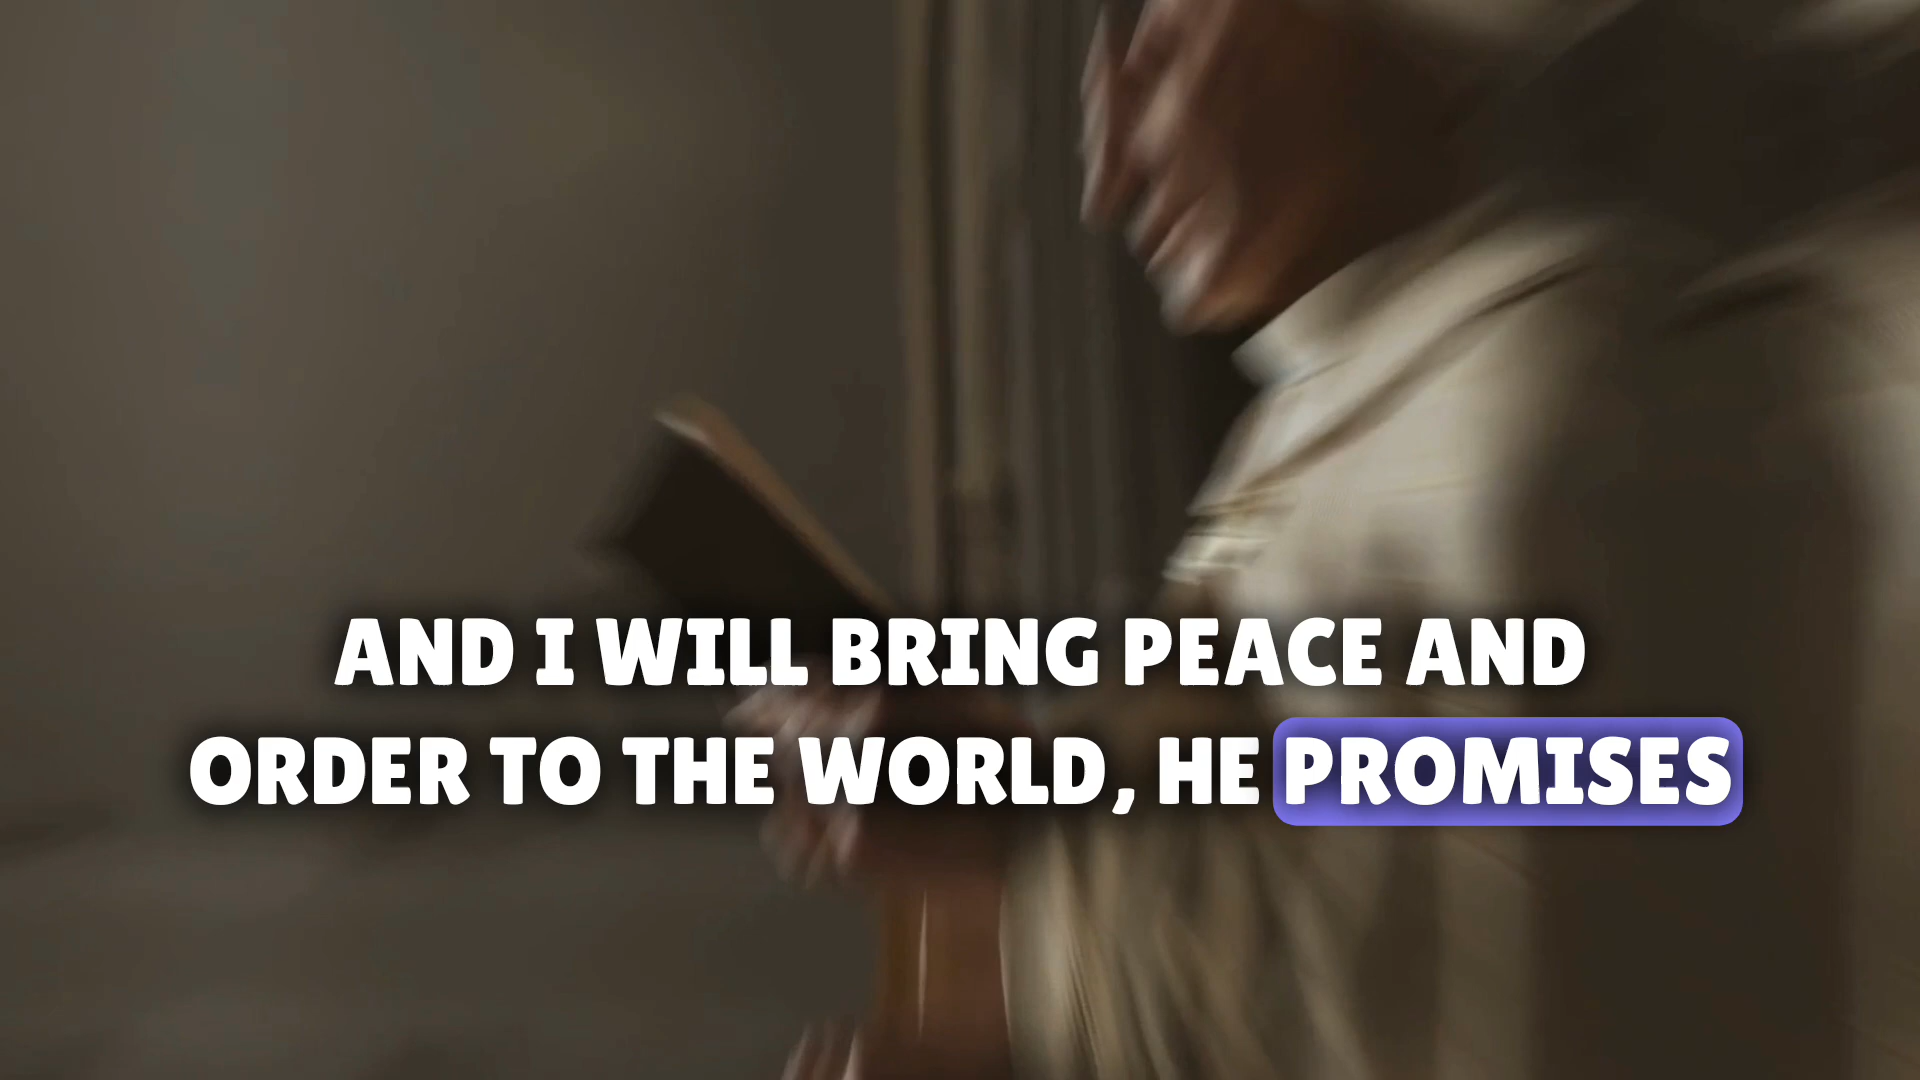 AND I WILL BRING PEACE AND
ORDER TO THE WORLD, HE PROMISES